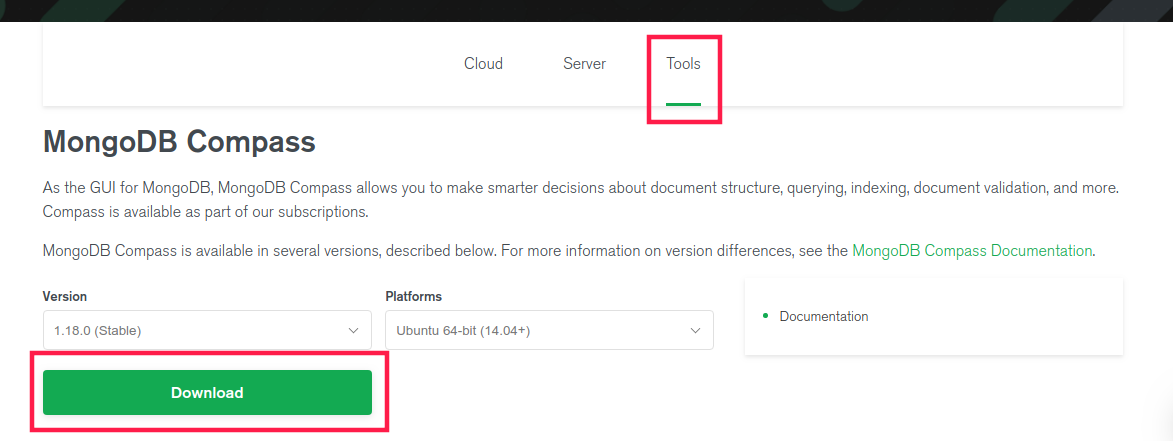 Cloud Server Tools
MongoDB Compass
As the GUI for MongoDB, MongoDB Compass allows you to make smarter decisions about document structure, querying, indexing, document validation, and more.
Compass is available as part of our subscriptions.
MongoDB Compass is available in several versions, described below. For more information on version differences, see the MongoDB Compass Documentation.
Version Platforms
1.18.0 (Stable) Ubuntu 64-bit (14.04+)
Documentation
Download